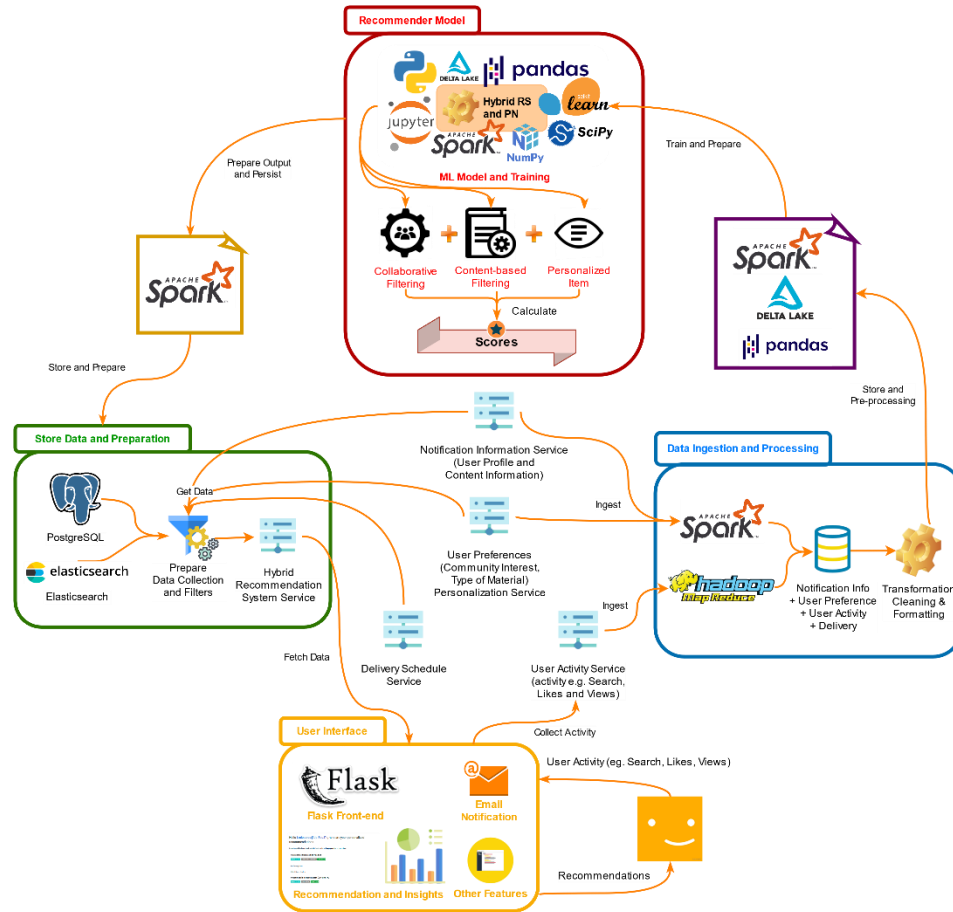 Recommender Model
DELTA LAKE
pandas
Hybrid RS
and PN
learn
jupyter
APACHE
Spark
NumPy
SciPy
ML Model and Training
Collaborative
Filtering
Content-based
Filtering
Personalized
Item
Calculate
Scores
Prepare Output
and Persist
Train and Prepare
APACHE
Spark
APACHE
Spark
DELTA LAKE
pandas
Store and Prepare
Store and
Pre-processing
Store Data and Preparation
PostgreSQL
elasticsearch
Elasticsearch
Get Data
Prepare
Data Collection
and Filters
Hybrid
Recommendation
System Service
Notification Information Service
(User Profile and
Content Information)
User Preferences
(Community Interest,
Type of Material)
Personalization Service
Delivery Schedule
Service
User Activity Service
(activity e.g. Search,
Likes and Views)
Ingest
Ingest
Data Ingestion and Processing
APACHE
Spark
hadoop
Map Reduce
Notification Info
+ User Preference
+ User Activity
+ Delivery
Transformation
Cleaning &
Formatting
Fetch Data
Collect Activity
User Interface
Flask
Flask Front-end
@
Email
Notification
Recommendation and Insights
Other Features
User Activity (eg. Search, Likes, Views)
Recommendations